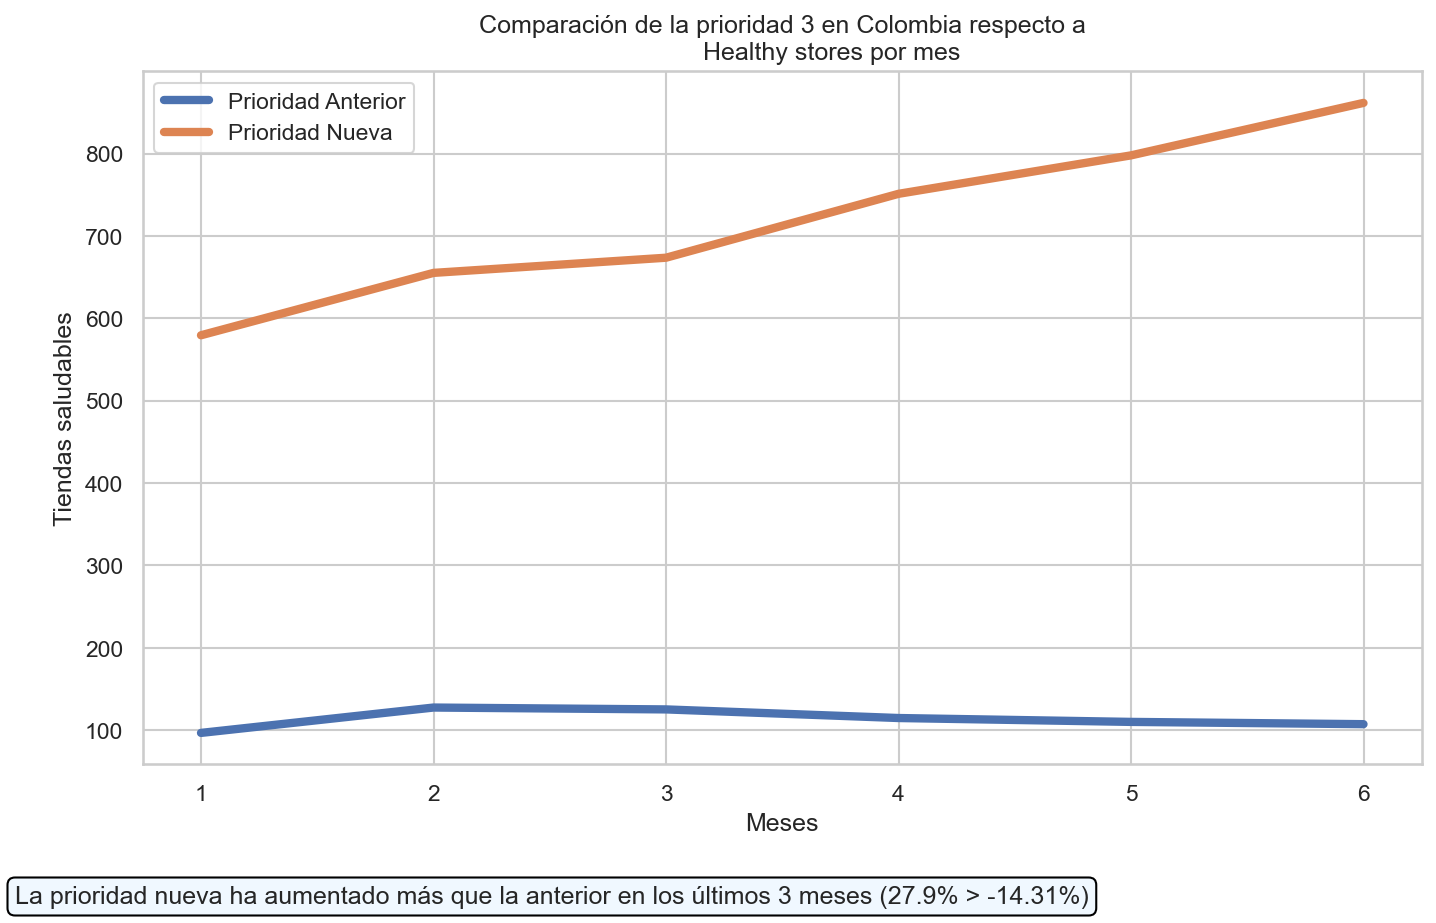 Comparación de la prioridad 3 en Colombia respecto a
Healthy stores por mes
Prioridad Anterior
Prioridad Nueva
Tiendas saludables
800
700
600
500
400
300
200
100
1 2 3 4 5 6
Meses
La prioridad nueva ha aumentado más que la anterior en los últimos 3 meses (27.9% > -14.31%)